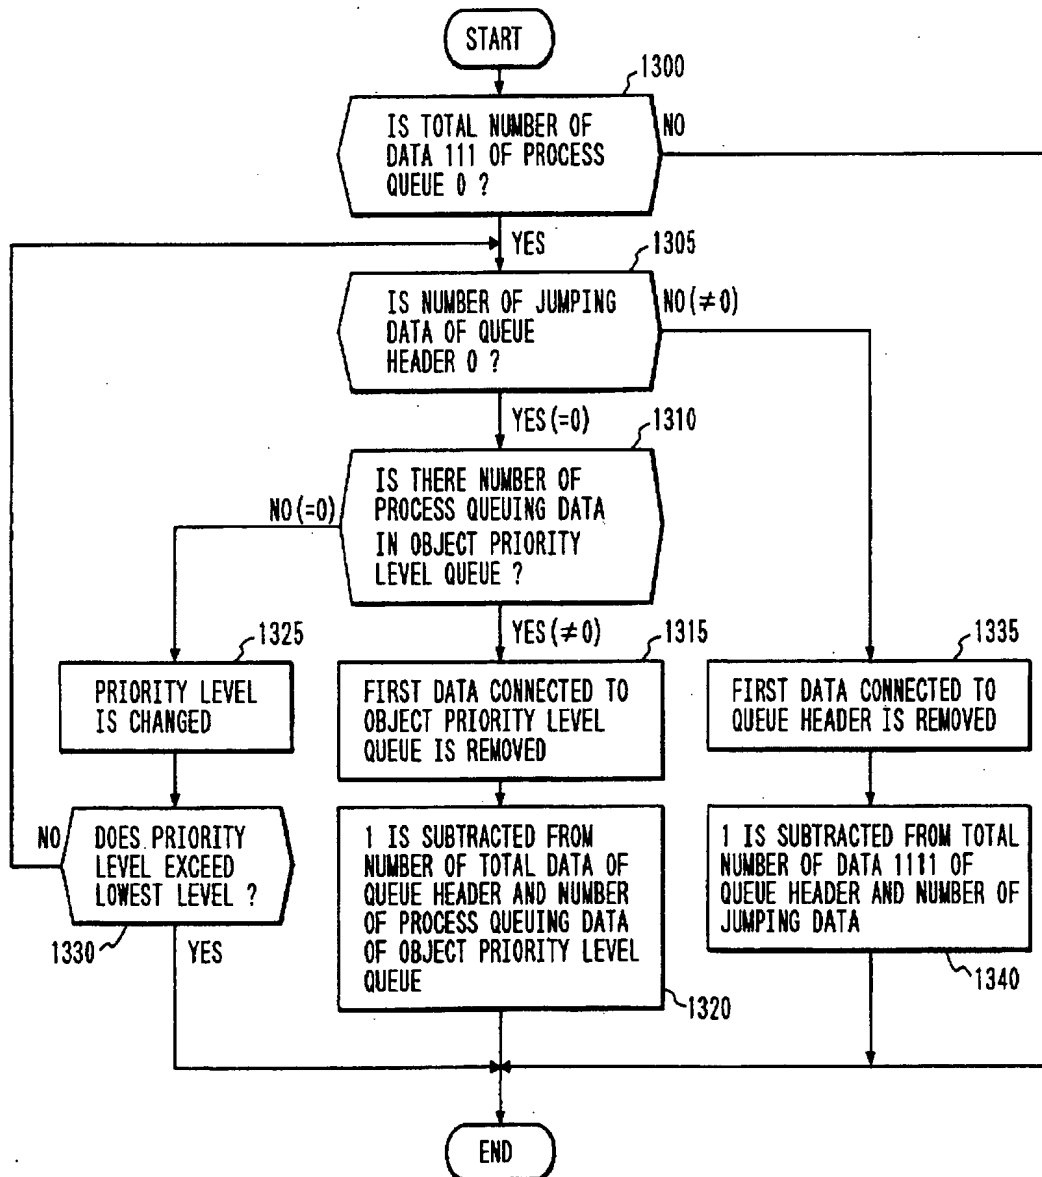 START
1300
IS TOTAL NUMBER OF
DATA 111 OF PROCESS
QUEUE 0 ?
NO
YES
1305
IS NUMBER OF JUMPING
DATA OF QUEUE
HEADER 0 ?
NO(≠0)
YES(=0)
1310
IS THERE NUMBER OF
PROCESS QUEUING DATA
IN OBJECT PRIORITY
LEVEL QUEUE ?
NO(=0)
YES(≠0)
1325
PRIORITY LEVEL
IS CHANGED
1315
FIRST DATA CONNECTED TO
OBJECT PRIORITY LEVEL
QUEUE IS REMOVED
1335
FIRST DATA CONNECTED TO
QUEUE HEADER IS REMOVED
NO
DOES PRIORITY
LEVEL EXCEED
LOWEST LEVEL ?
1330
YES
1 IS SUBTRACTED FROM
NUMBER OF TOTAL DATA OF
QUEUE HEADER AND NUMBER
OF PROCESS QUEUING DATA
OF OBJECT PRIORITY LEVEL
QUEUE
1320
1 IS SUBTRACTED FROM TOTAL
NUMBER OF DATA 1111 OF
QUEUE HEADER AND NUMBER OF
JUMPING DATA
1340
END